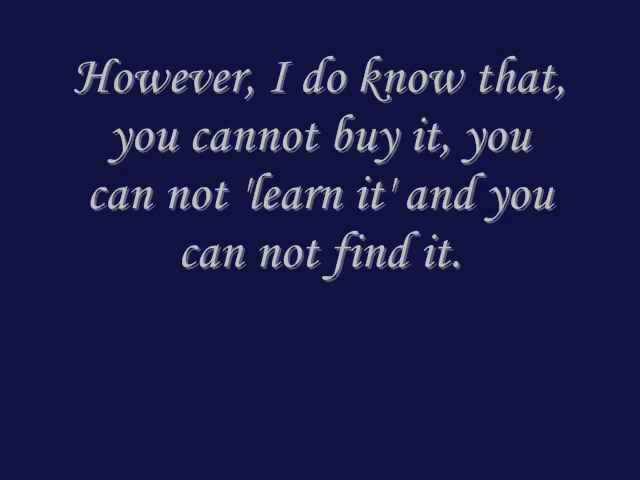 However, I do know that,
you cannot buy it, you
can not 'learn it' and you
can not find it.